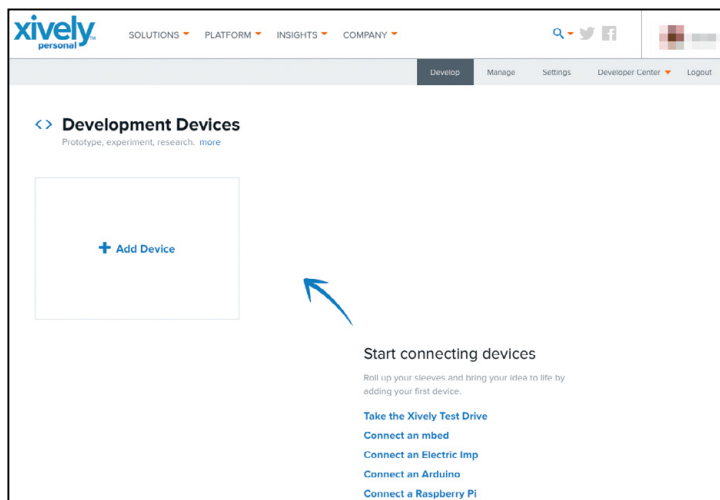 xively™
personal
SOLUTIONS PLATFORM INSIGHTS COMPANY
Develop Manage Settings Developer Center Logout
<> Development Devices
Prototype, experiment, research. more
+ Add Device
Start connecting devices
Roll up your sleeves and bring your idea to life by
adding your first device.
Take the Xively Test Drive
Connect an mbed
Connect an Electric Imp
Connect an Arduino
Connect a Raspberry Pi